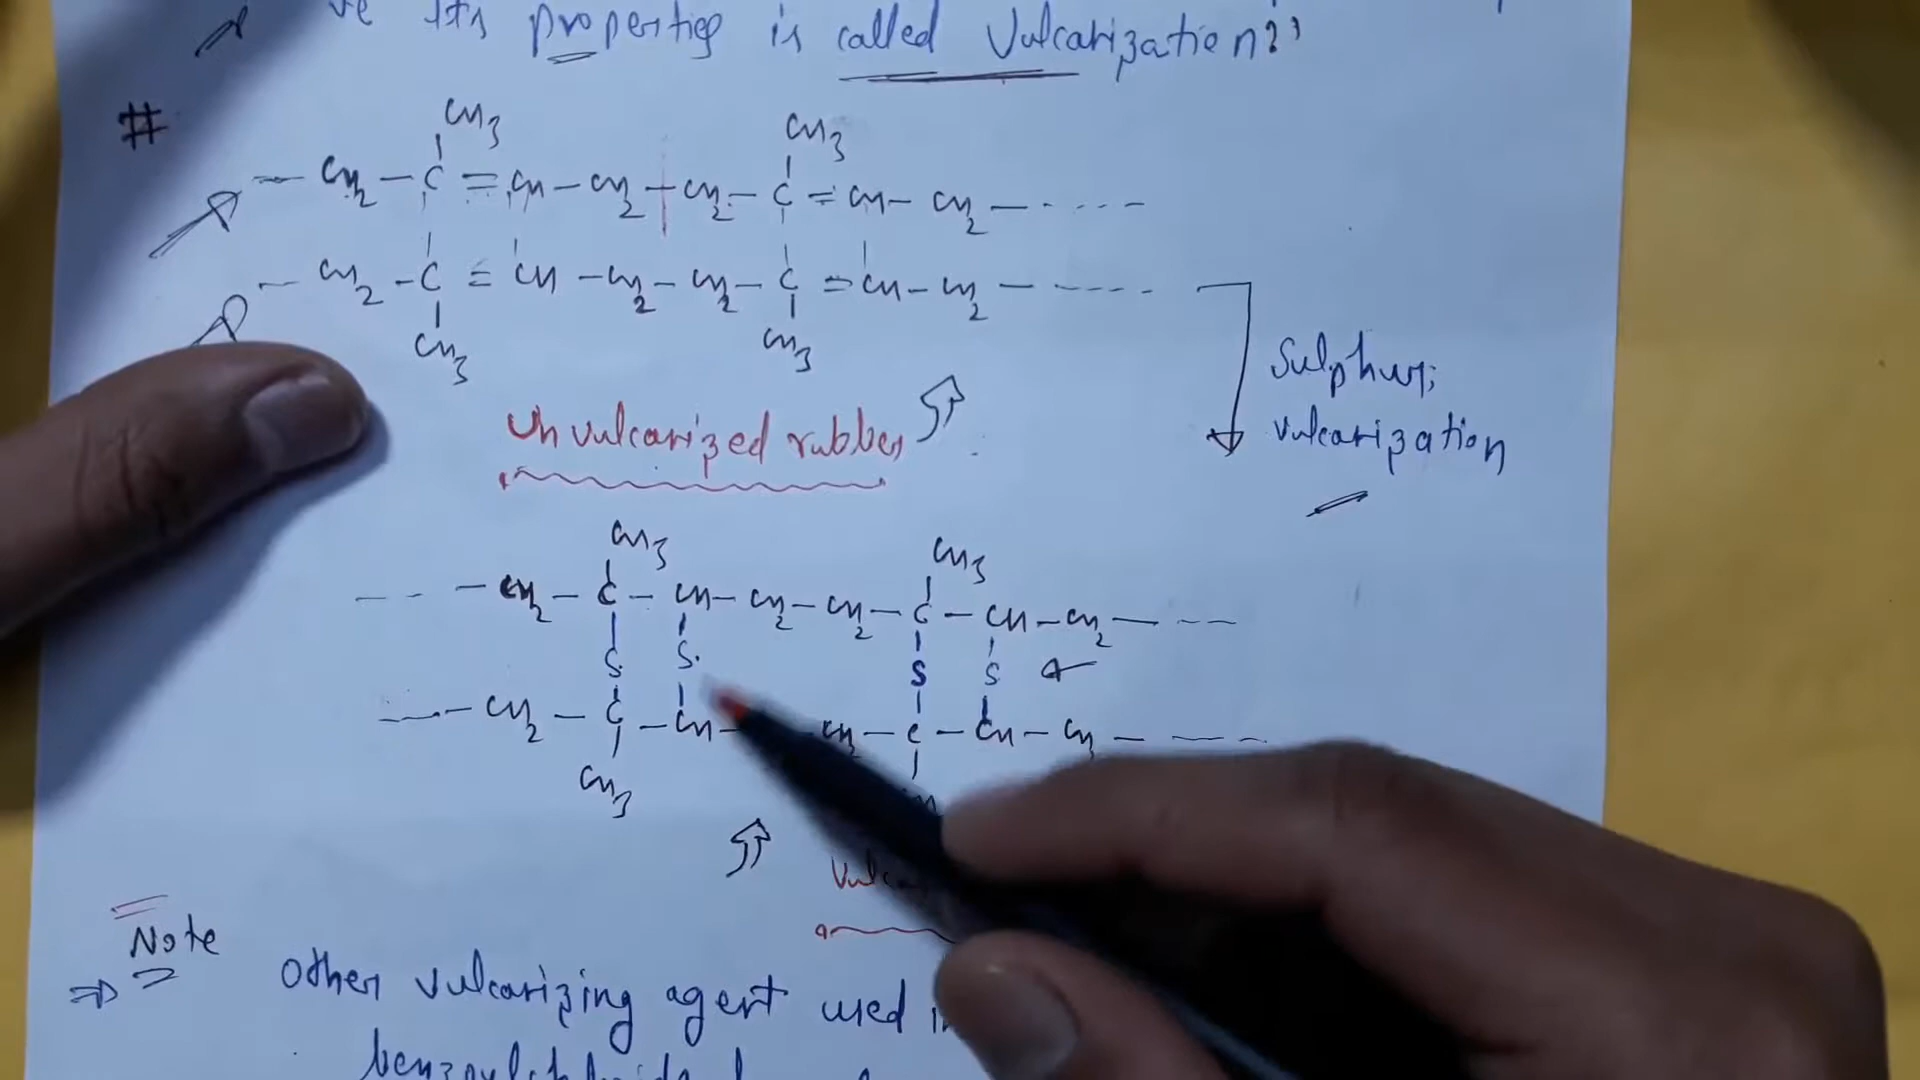 ve Its properties is called Vulcanization??
#
CH3 CH3
-- CH2 - C = CH - CH2 - CH2 - C = CH - CH2 - ----
-- CH2 - C = CH - CH2 - CH2 - C = CH - CH2 - ----
CH3 CH3
Sulphur;
vulcanization
Unvulcanized rubber
CH3 CH3
--- CH2 - C - CH - CH2 - CH2 - C - CH - CH2 - ---
S S S S
--- CH2 - C - CH - CH2 - C - CH - CH2 - ---
CH3
Note
⇒ Other vulcanizing agent used